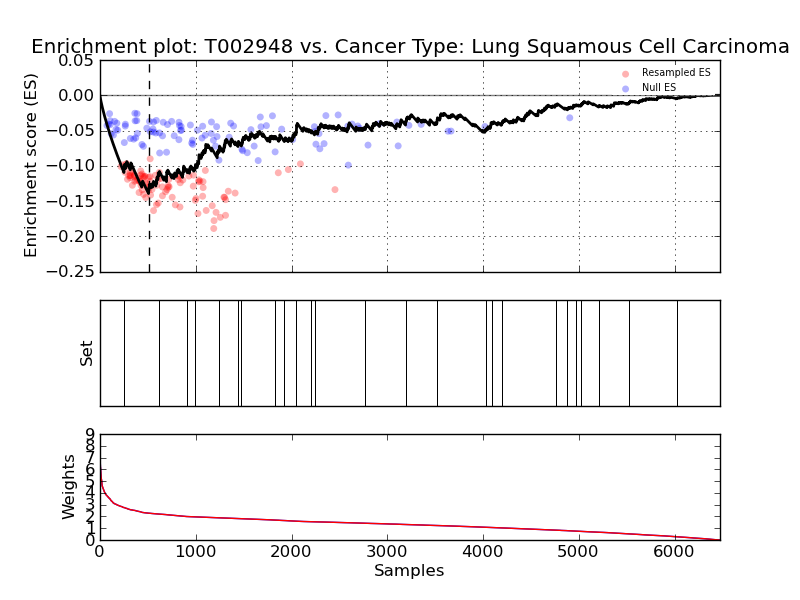 Enrichment plot: T002948 vs. Cancer Type: Lung Squamous Cell Carcinoma
Enrichment score (ES)
0.05
0.00
−0.05
−0.10
−0.15
−0.20
−0.25
Resampled ES
Null ES
Set
Weights
9
8
7
6
5
4
3
2
1
0
0 1000 2000 3000 4000 5000 6000
Samples